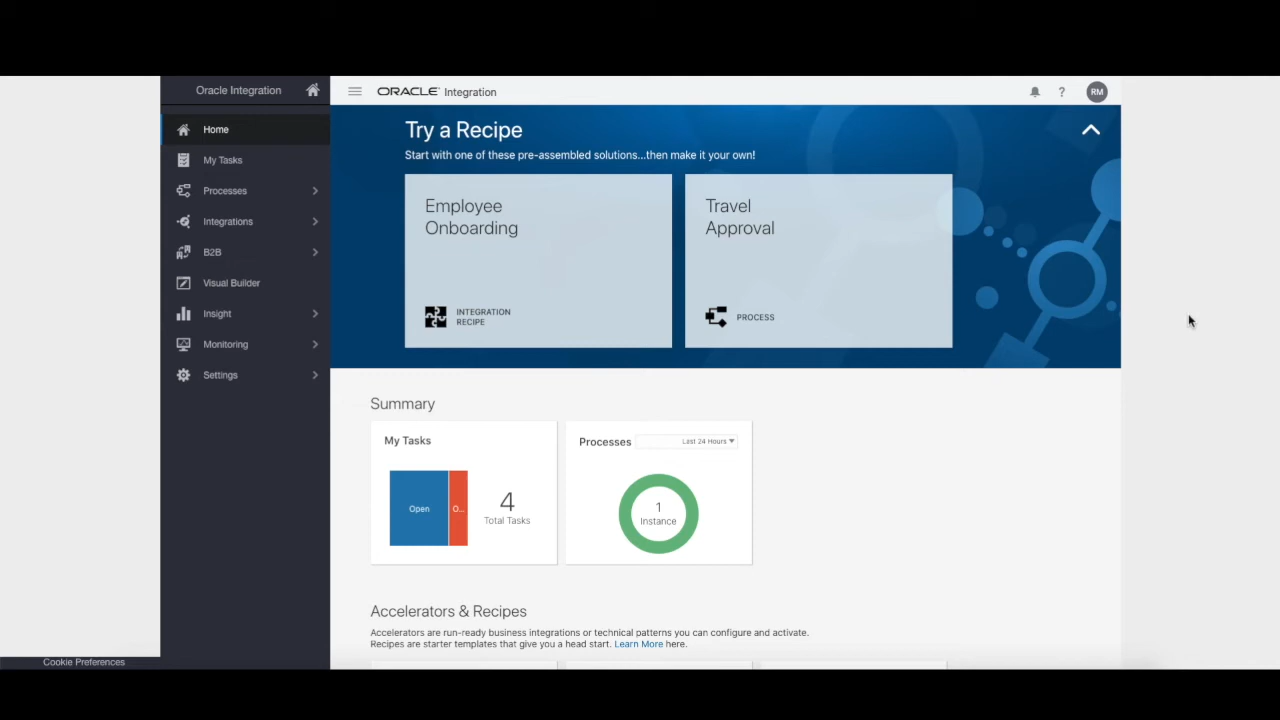 Oracle Integration
Home
My Tasks
Processes
Integrations
B2B
Visual Builder
Insight
Monitoring
Settings
Cookie Preferences
ORACLE Integration
?
RM
Try a Recipe
Start with one of these pre-assembled solutions...then make it your own!
Employee
Onboarding
INTEGRATION
RECIPE
Travel
Approval
PROCESS
Summary
My Tasks
Open
O...
4
Total Tasks
Processes
Last 24 Hours
1
Instance
Accelerators & Recipes
Accelerators are run-ready business integrations or technical patterns you can configure and activate.
Recipes are starter templates that give you a head start. Learn More here.